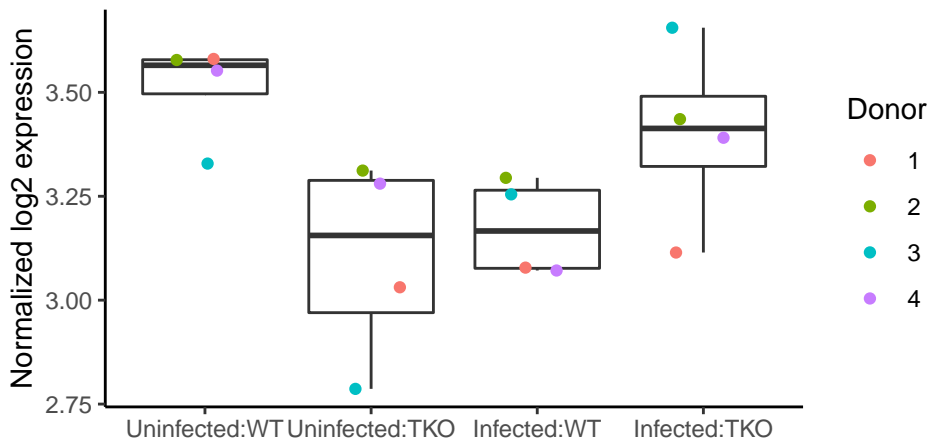 Normalized log2 expression
3.50
3.25
3.00
2.75
Uninfected:WT
Uninfected:TKO
Infected:WT
Infected:TKO
Donor
1
2
3
4